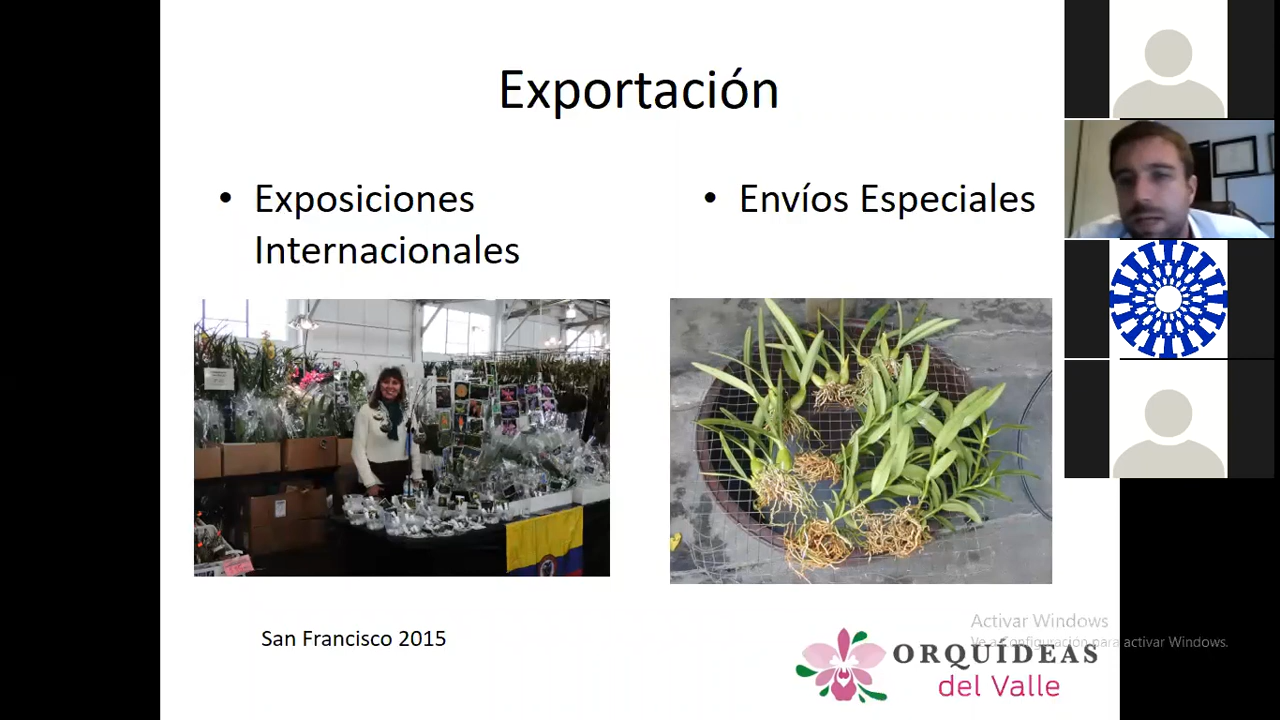 Exportación
• Exposiciones
Internacionales
• Envíos Especiales
San Francisco 2015
Activar Windows
Ve a Configuración para activar Windows.
ORQUÍDEAS
del Valle